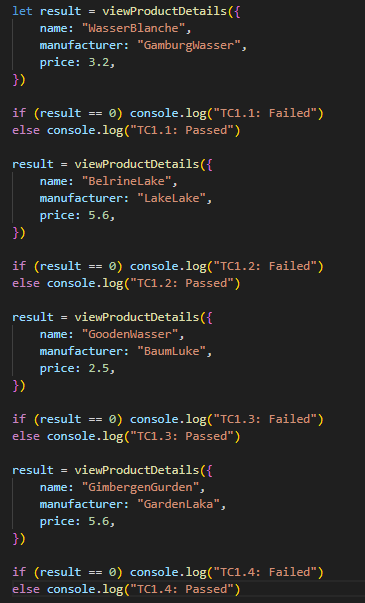 let result = viewProductDetails({
    name: "WasserBlanche",
    manufacturer: "GamburgWasser",
    price: 3.2,
})

if (result == 0) console.log("TC1.1: Failed")
else console.log("TC1.1: Passed")

result = viewProductDetails({
    name: "BelrineLake",
    manufacturer: "LakeLake",
    price: 5.6,
})

if (result == 0) console.log("TC1.2: Failed")
else console.log("TC1.2: Passed")

result = viewProductDetails({
    name: "GoodenWasser",
    manufacturer: "BaumLuke",
    price: 2.5,
})

if (result == 0) console.log("TC1.3: Failed")
else console.log("TC1.3: Passed")

result = viewProductDetails({
    name: "GimbergenGurden",
    manufacturer: "GardenLaka",
    price: 5.6,
})

if (result == 0) console.log("TC1.4: Failed")
else console.log("TC1.4: Passed")